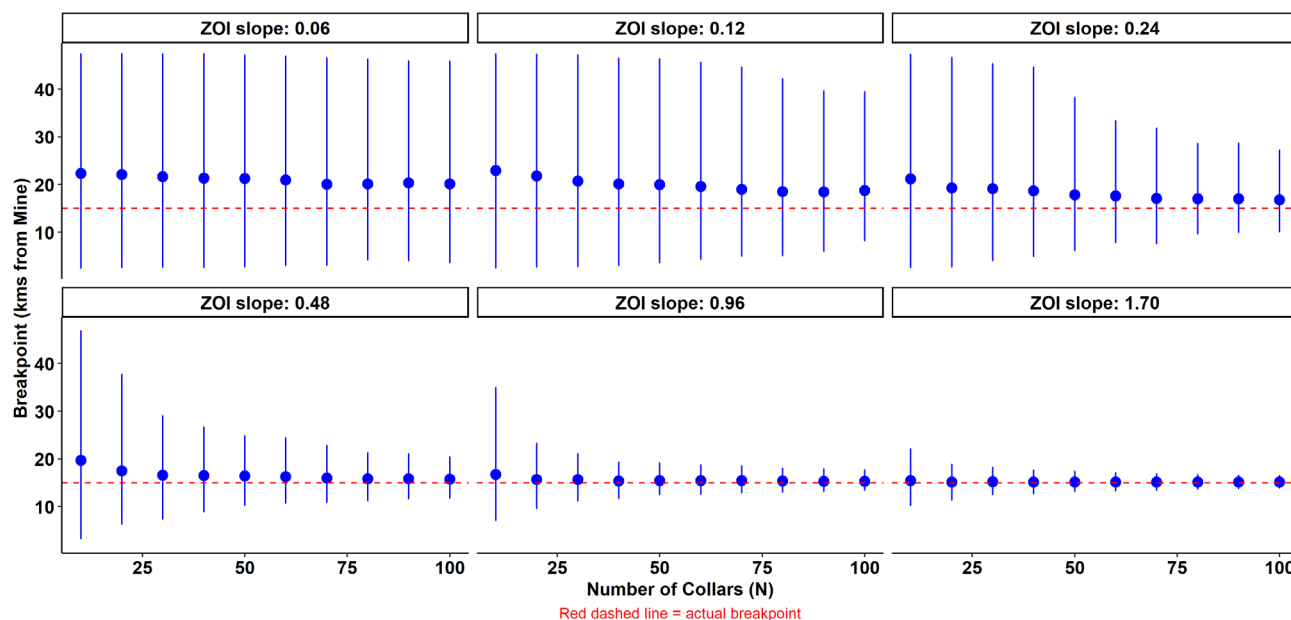 ZOI slope: 0.06 ZOI slope: 0.12 ZOI slope: 0.24
40
30
20
10
ZOI slope: 0.48 ZOI slope: 0.96 ZOI slope: 1.70
40
30
20
10
Breakpoint (kms from Mine)
25 50 75 100 25 50 75 100 25 50 75 100
Number of Collars (N)
Red dashed line = actual breakpoint